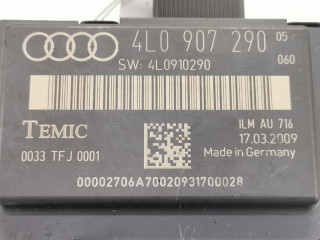 4L0 907 290 05
SW: 4L0910290 060
TEMIC
ILM AU 716
17.03.2009
0033 TFJ 0001 Made in Germany
00002706A70020931700028